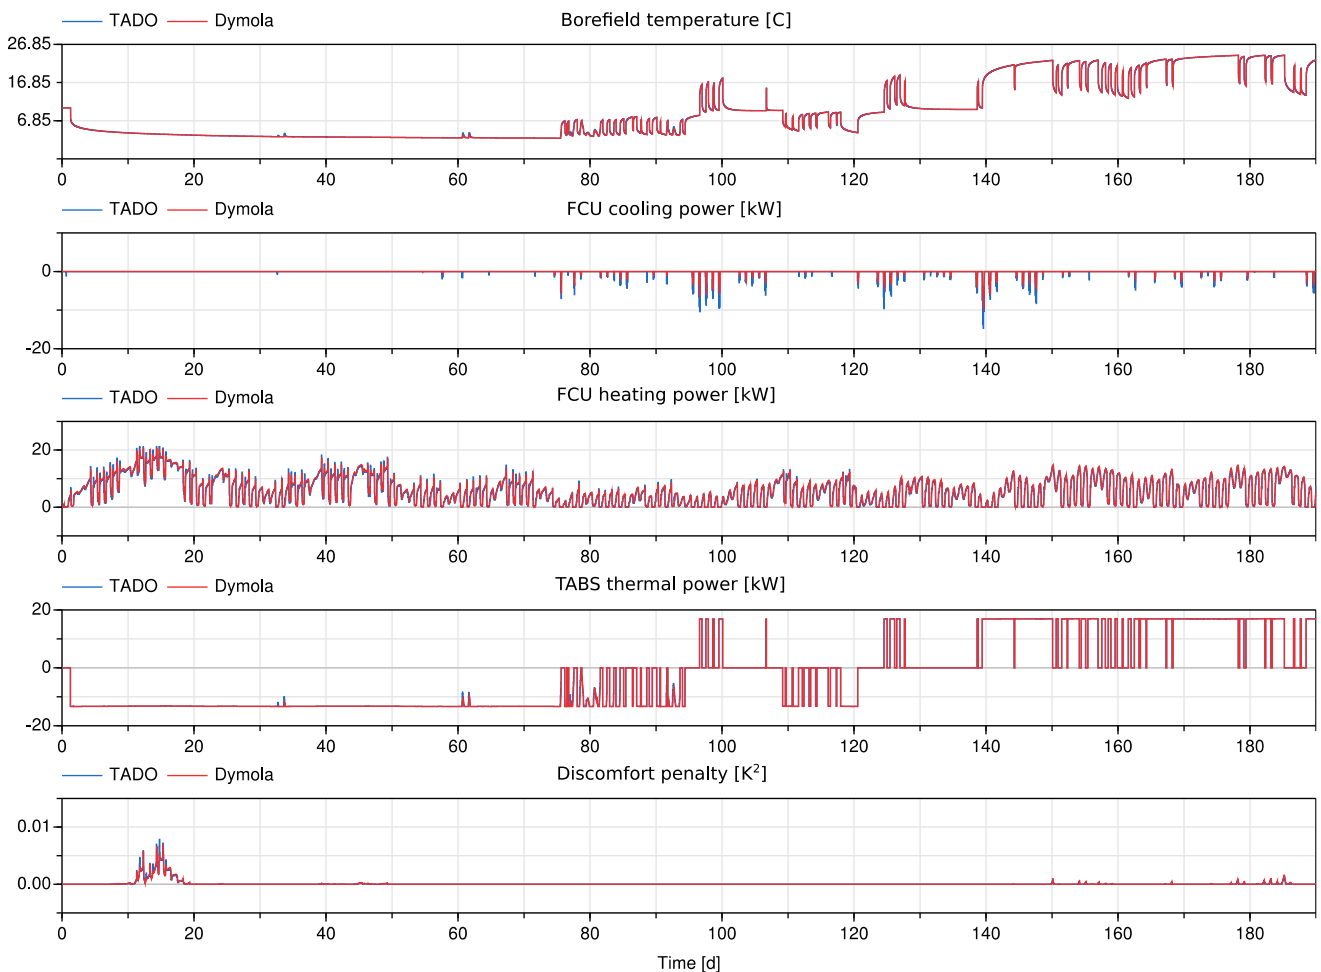 TADO Dymola Borefield temperature [C]
26.85
16.85
6.85
0 20 40 60 80 100 120 140 160 180
TADO Dymola FCU cooling power [kW]
0
-20
0 20 40 60 80 100 120 140 160 180
TADO Dymola FCU heating power [kW]
20
0
0 20 40 60 80 100 120 140 160 180
TADO Dymola TABS thermal power [kW]
20
0
-20
0 20 40 60 80 100 120 140 160 180
TADO Dymola Discomfort penalty [K²]
0.01
0.00
0 20 40 60 80 100 120 140 160 180
Time [d]